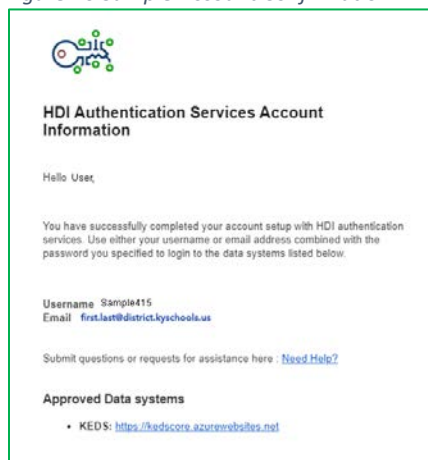 HDI Authentication Services Account
Information
Hello User,
You have successfully completed your account setup with HDI authentication
services. Use either your username or email address combined with the
password you specified to login to the data systems listed below.
Username Sample415
Email first.last@district.kyschools.us
Submit questions or requests for assistance here : Need Help?
Approved Data systems
• KEDS: https://kedscore.azurewebsites.net